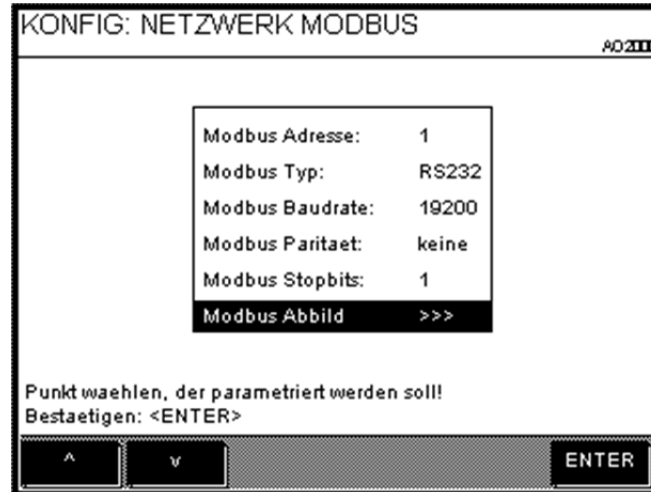 KONFIG: NETZWERK MODBUS
AO2000
Modbus Adresse: 1
Modbus Typ: RS232
Modbus Baudrate: 19200
Modbus Paritaet: keine
Modbus Stopbits: 1
Modbus Abbild >>>
Punkt waehlen, der parametriert werden soll!
Bestaetigen: <ENTER>
^ v ENTER